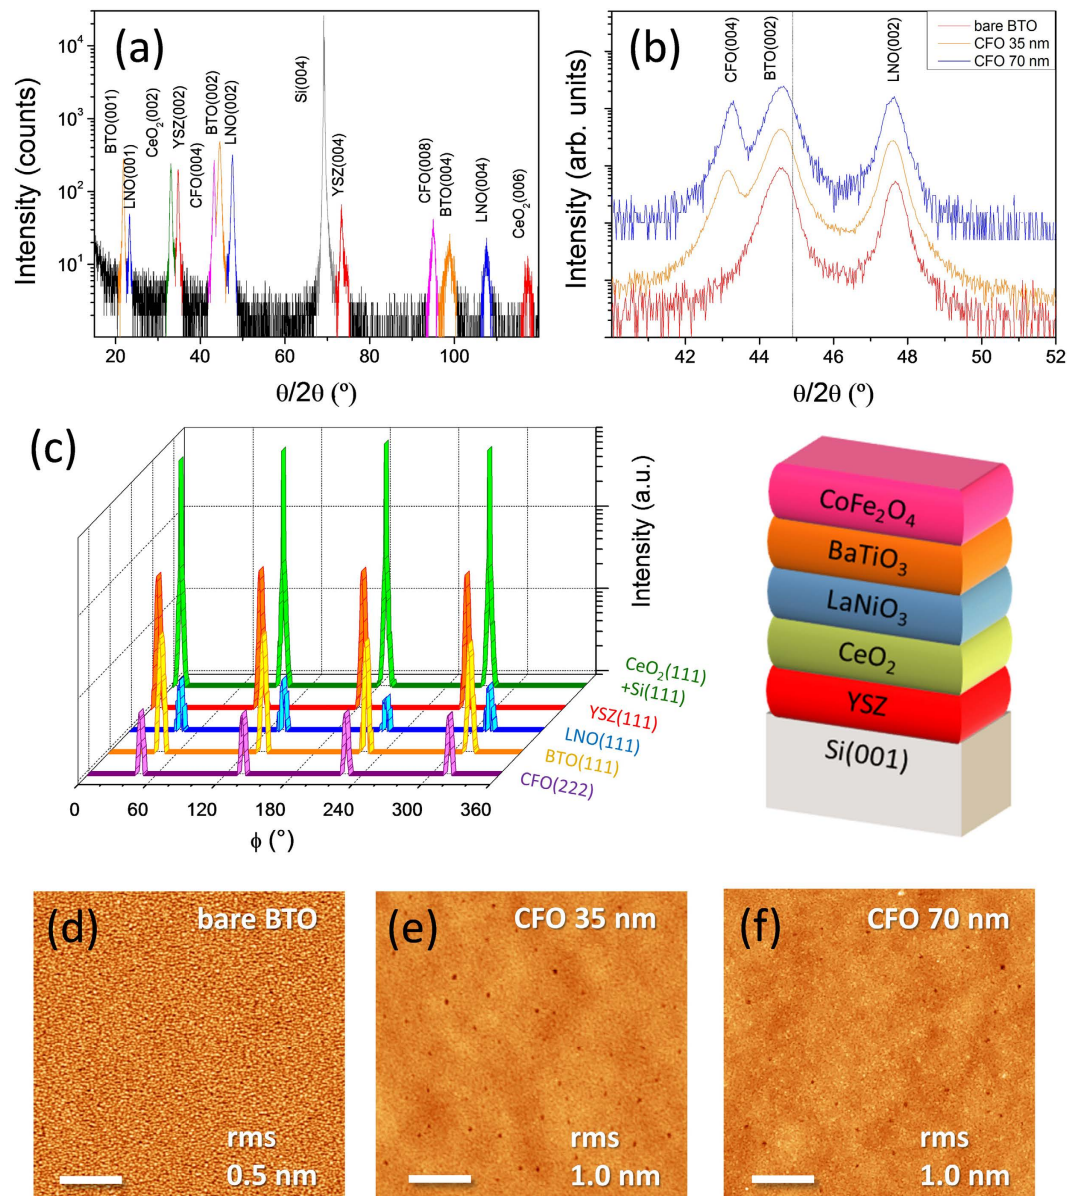 (a)
Intensity (counts)
10⁴
10³
10²
10¹
BTO(001)
LNO(001)
CeO₂(002)
YSZ(002)
CFO(004)
BTO(002)
LNO(002)
Si(004)
YSZ(004)
CFO(008)
BTO(004)
LNO(004)
CeO₂(006)
20 40 60 80 100
θ/2θ (º)
(b)
Intensity (arb. units)
CFO(004)
BTO(002)
LNO(002)
bare BTO
CFO 35 nm
CFO 70 nm
42 44 46 48 50 52
θ/2θ (º)
(c)
Intensity (a.u.)
CeO₂(111)
+Si(111)
YSZ(111)
LNO(111)
BTO(111)
CFO(222)
0 60 120 180 240 300 360
ϕ (°)
CoFe₂O₄
BaTiO₃
LaNiO₃
CeO₂
YSZ
Si(001)
(d)
bare BTO
rms
0.5 nm
(e)
CFO 35 nm
rms
1.0 nm
(f)
CFO 70 nm
rms
1.0 nm